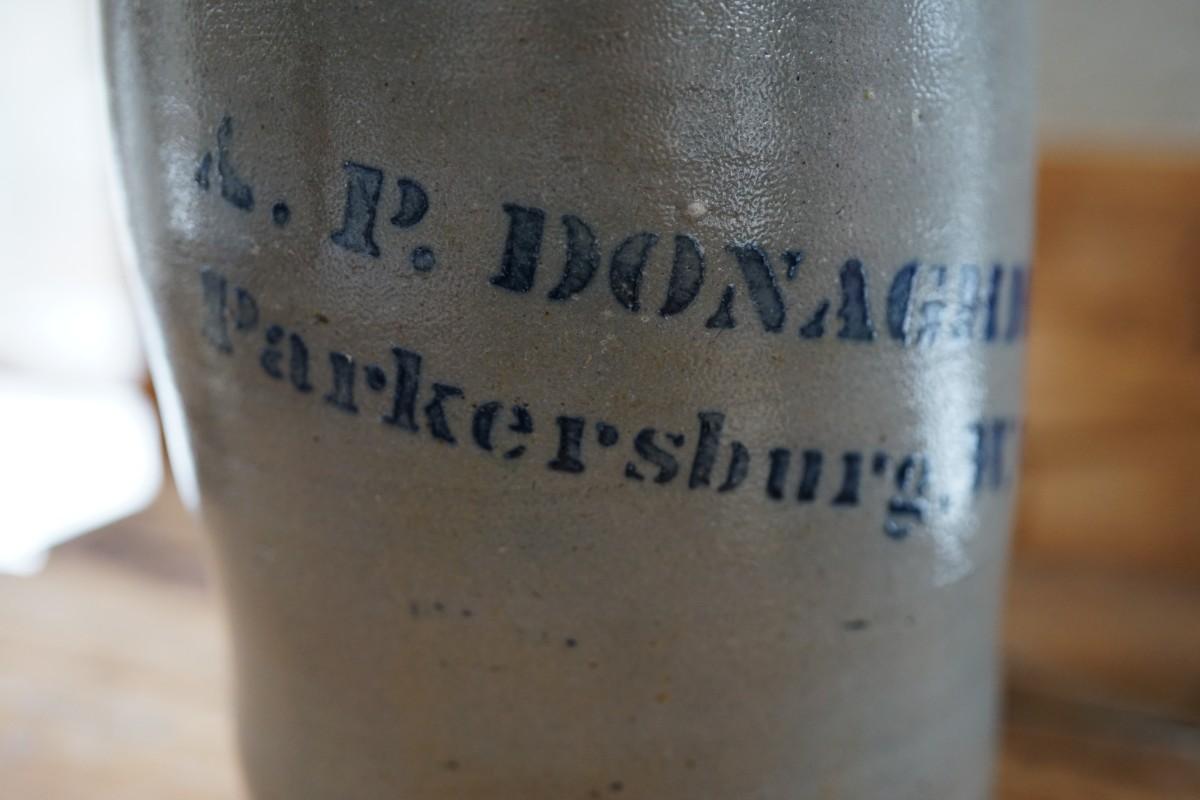 A. P. DONAGH
Parkersburg, W